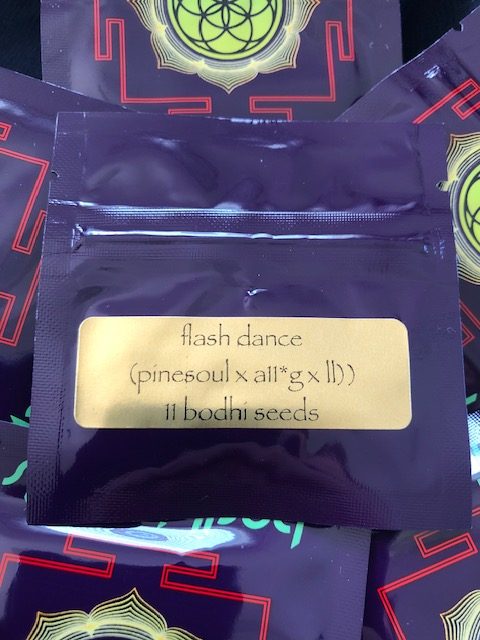 flash dance
(pinesoul x a11*g x ll) )
11 bodhi seeds